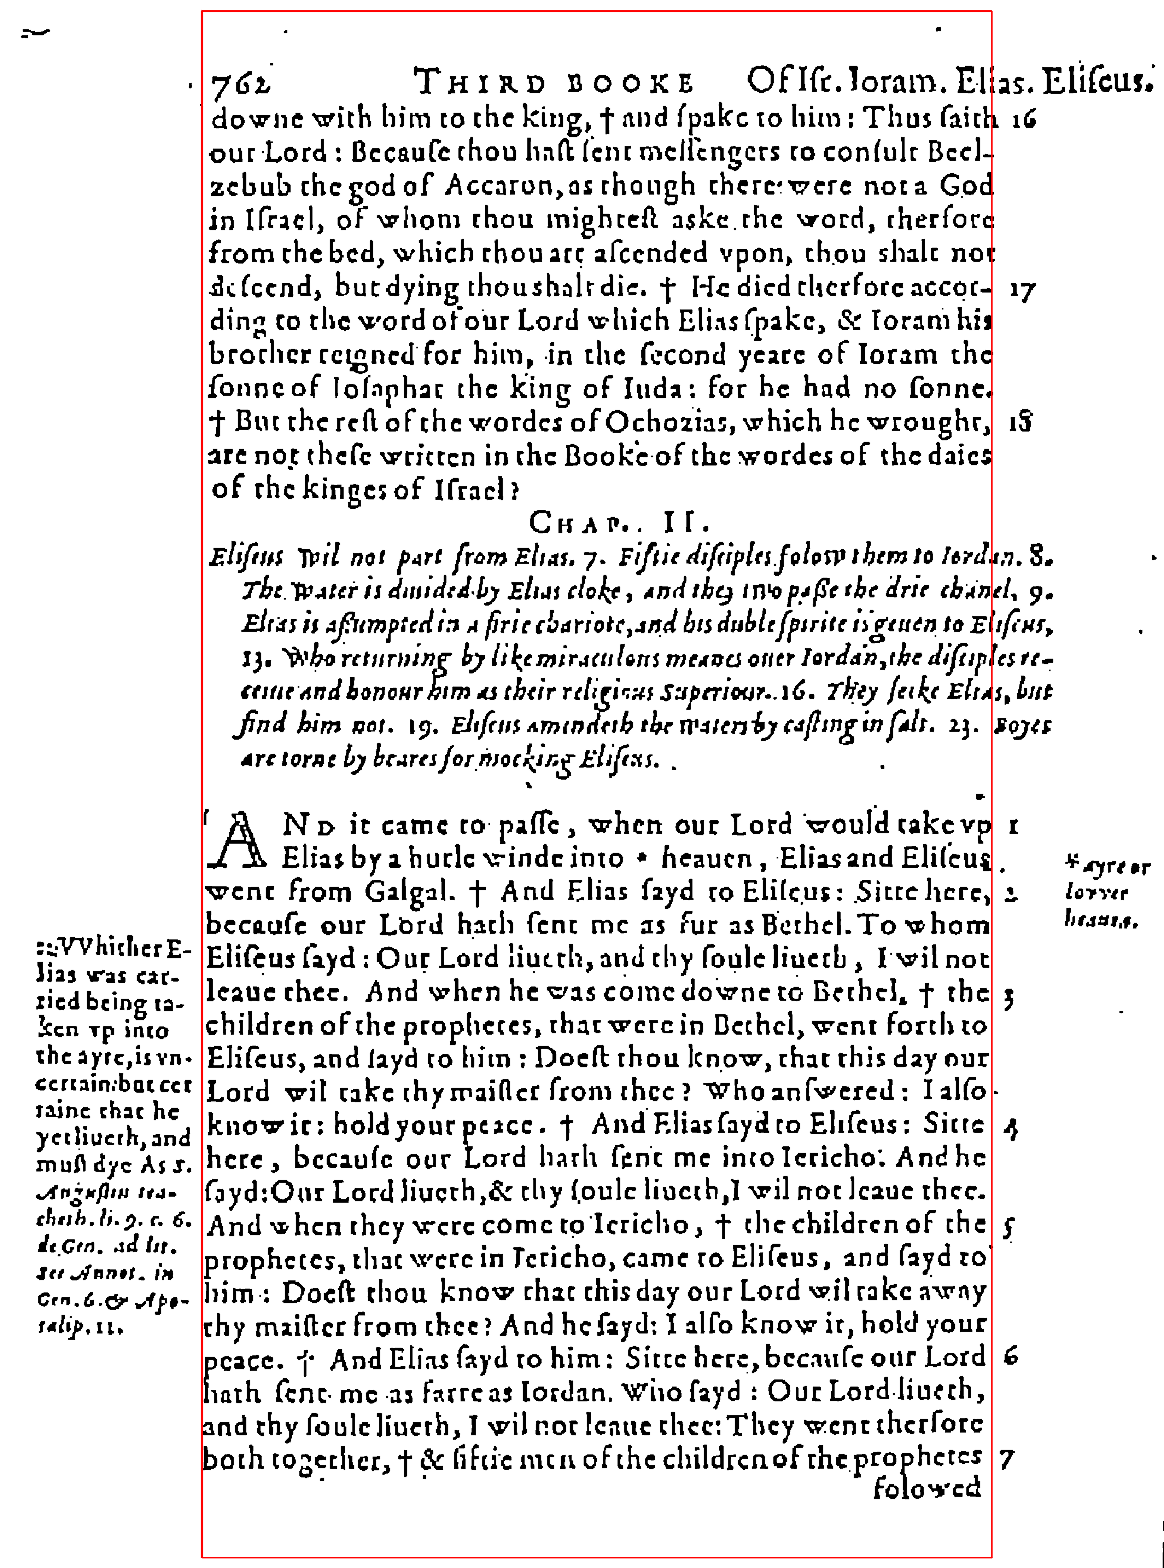 762 THIRD BOOKE Of Iſr. Ioram. Elias. Eliſeus.
downe with him to the king, † and ſpake to him: Thus ſaith 16
our Lord: Becauſe thou haſt ſent meſſengers to conſult Beel-
zebub the god of Accaron, as though there were not a God
in Iſrael, of whom thou mighteſt aske the word, therfore
from the bed, which thou art aſcended vpon, thou shalt not
deſcend, but dying thou shalt die. † He died therfore accor- 17
ding to the word of our Lord which Elias ſpake, & Ioram his
brother reigned for him, in the ſecond yeare of Ioram the
ſonne of Ioſaphat the king of Iuda: for he had no ſonne.
† But the reſt of the wordes of Ochozias, which he wrought, 18
are not theſe written in the Booke of the wordes of the daies
of the kinges of Iſrael?
CHAP. II.
Eliſeus wil not part from Elias. 7. Fiftie diſciples folow them to Iordan. 8.
The water is diuided by Elias cloke, and they two paſſe the drie chanel, 9.
Elias is aſſumpted in a firie chariote, and his duble ſpirite is geuen to Eliſeus,
13. Who returning by like miraculous meanes ouer Iordan, the diſciples re-
ceiue and honour him as their religious Superiour. 16. They ſeeke Elias, but
find him not. 19. Eliſeus amendeth the waters by caſting in ſalt. 23. Boyes
are torne by beares for mocking Eliſeus.
AND it came to paſſe, when our Lord would take vp 1
Elias by a hurle winde into * heauen, Elias and Eliſeus
went from Galgal. † And Elias ſayd to Eliſeus: Sitte here, 2
becauſe our Lord hath ſent me as fur as Bethel. To whom
Eliſeus ſayd: Our Lord liueth, and thy ſoule liueth, I wil not
leaue thee. And when he was come downe to Bethel, † the 3
children of the prophetes, that were in Bethel, went forth to
Eliſeus, and ſayd to him: Doeſt thou know, that this day our
Lord wil take thy maiſter from thee? Who anſwered: I alſo
know it: hold your peace. † And Elias ſayd to Eliſeus: Sitte 4
here, becauſe our Lord hath ſent me into Iericho. And he
ſayd: Our Lord liueth, & thy ſoule liueth, I wil not leaue thee.
And when they were come to Iericho, † the children of the 5
prophetes, that were in Iericho, came to Eliſeus, and ſayd to
him: Doeſt thou know that this day our Lord wil take away
thy maiſter from thee? And he ſayd: I alſo know it, hold your
peace. † And Elias ſayd to him: Sitte here, becauſe our Lord 6
hath ſent me as farre as Iordan. Who ſayd: Our Lord liueth,
and thy ſoule liueth, I wil not leaue thee: They went therfore
both together, † & fiftie men of the children of the prophetes 7
folowed
* ayre or
lovver
heauen.
:: VVhither E-
lias was car-
ried being ta-
ken vp into
the ayre, is vn-
certain: but cer
taine that he
yet liueth, and
muſt dye As S.
Auguſtin tea-
cheth. li. 9. c. 6.
de Gen. ad lit.
See Annot. in
Gen. 6. & Apo-
calip. 11.